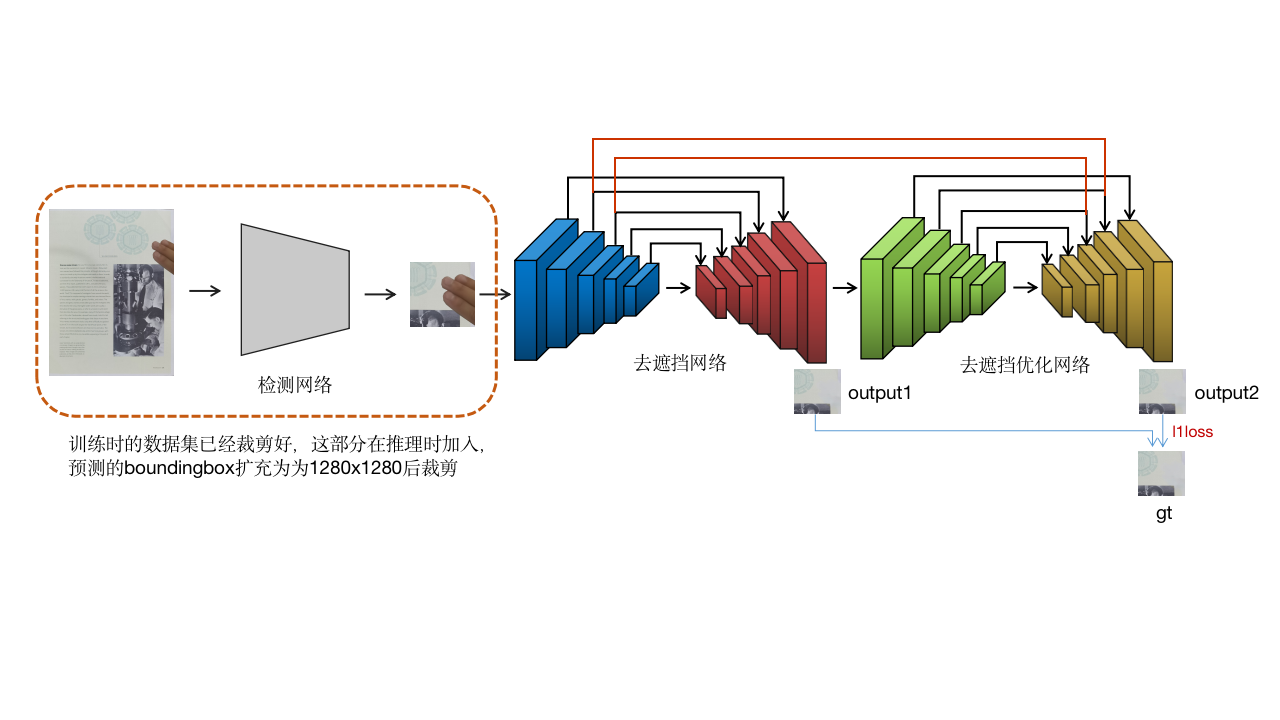 检测网络
训练时的数据集已经裁剪好，这部分在推理时加入，
预测的boundingbox扩充为为1280x1280后裁剪
去遮挡网络
output1
去遮挡优化网络
output2
l1loss
gt